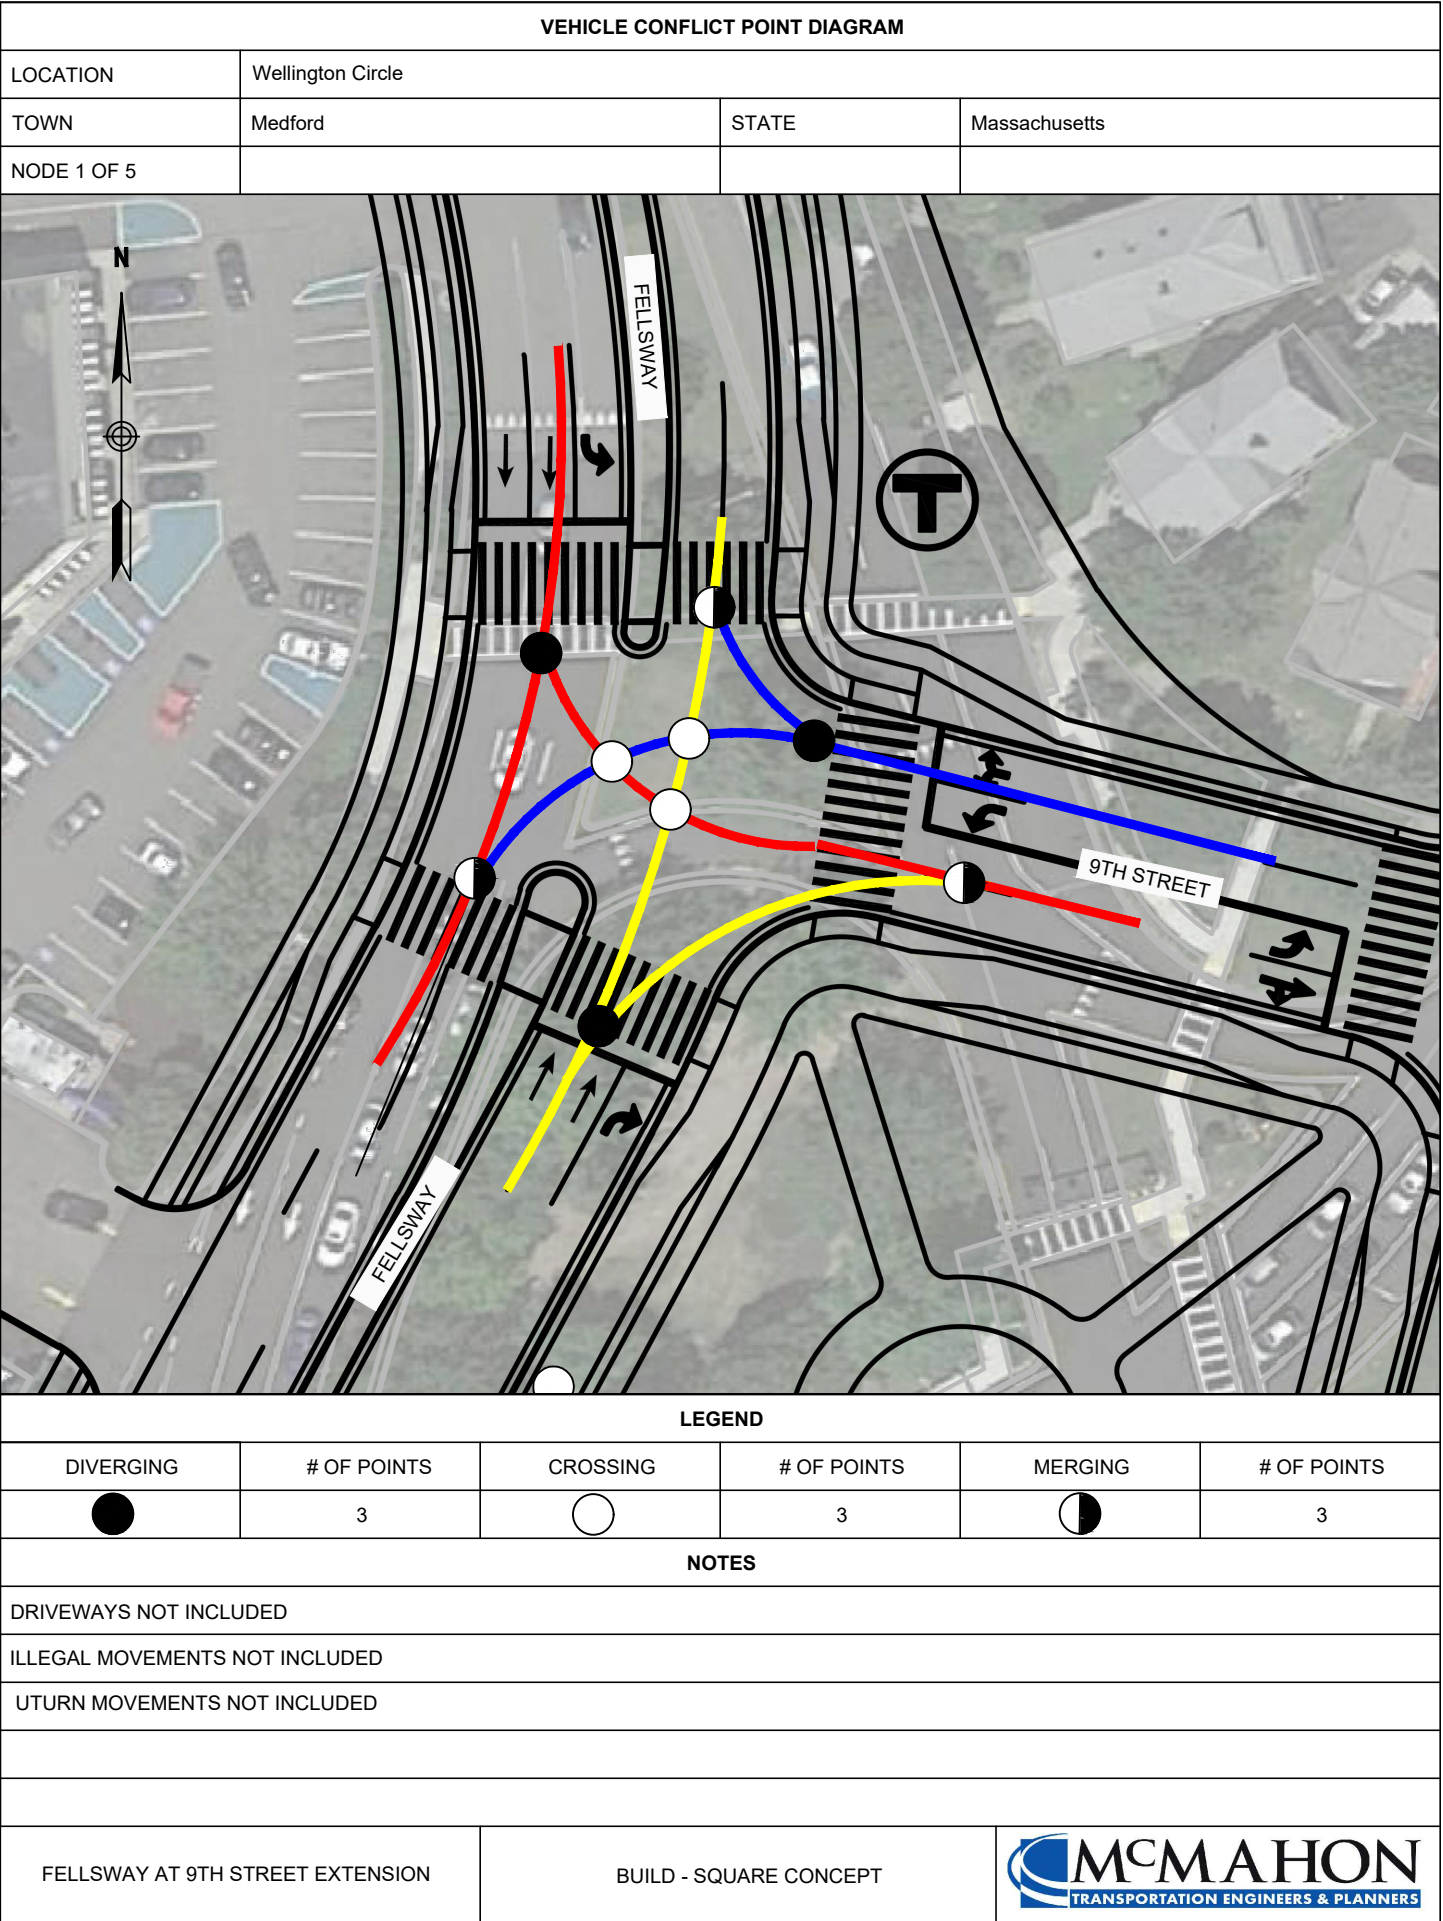 VEHICLE CONFLICT POINT DIAGRAM
LOCATION Wellington Circle
TOWN Medford STATE Massachusetts
NODE 1 OF 5
N
FELLSWAY
T
9TH STREET
FELLSWAY
LEGEND
DIVERGING # OF POINTS CROSSING # OF POINTS MERGING # OF POINTS
3 3 3
NOTES
DRIVEWAYS NOT INCLUDED
ILLEGAL MOVEMENTS NOT INCLUDED
UTURN MOVEMENTS NOT INCLUDED
FELLSWAY AT 9TH STREET EXTENSION BUILD - SQUARE CONCEPT MCMAHON
TRANSPORTATION ENGINEERS & PLANNERS